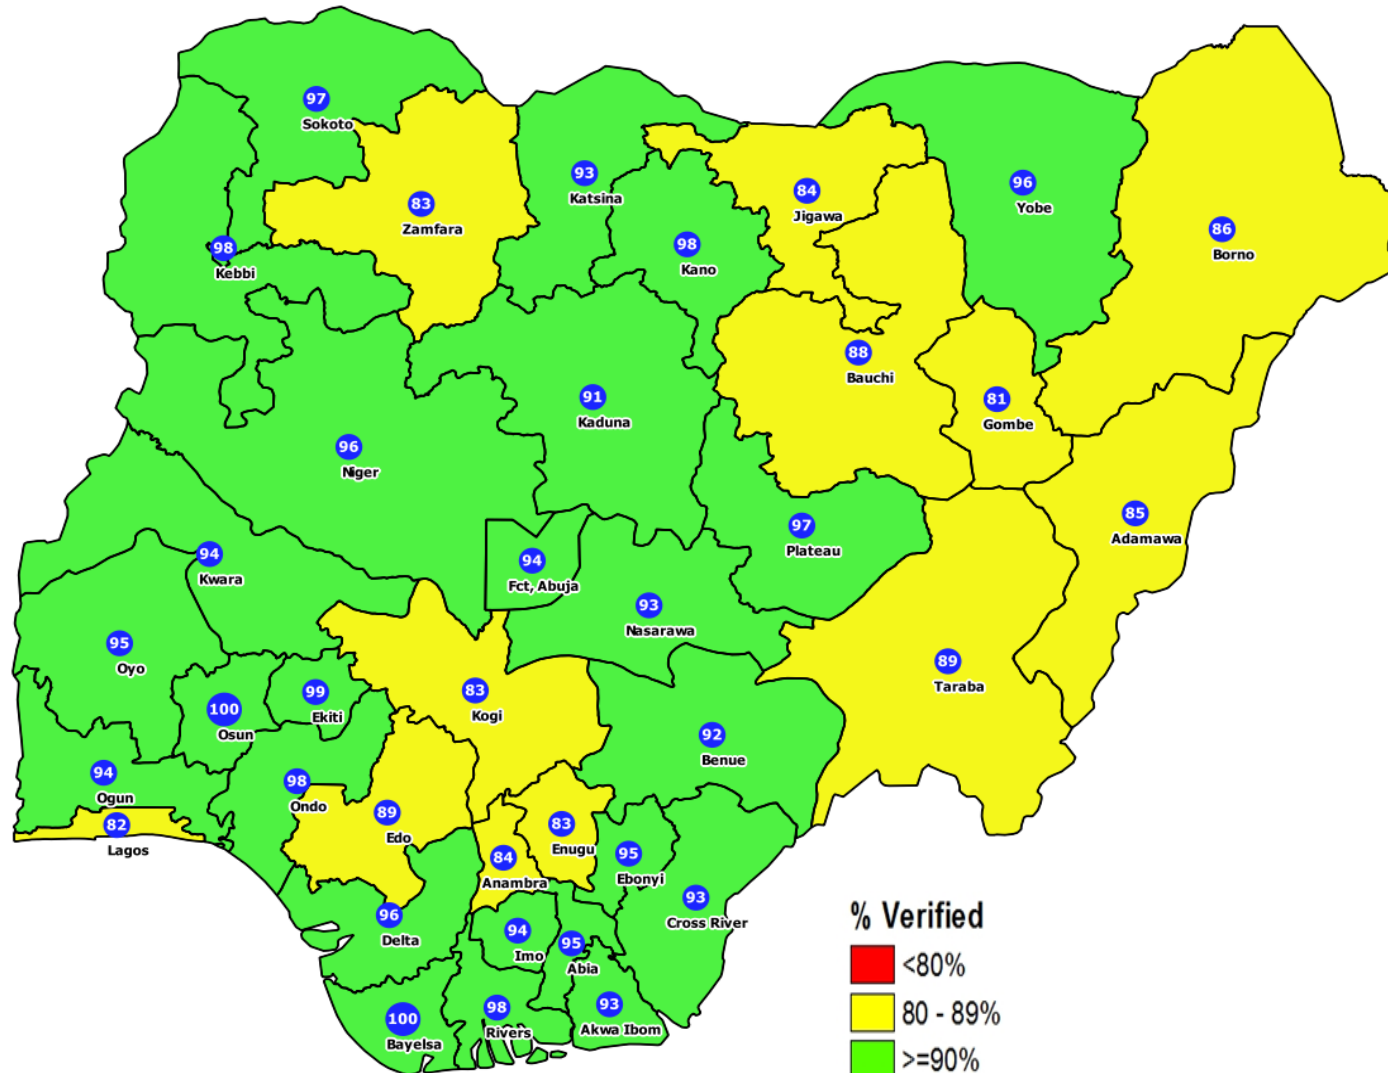 97
Sokoto
93
Katsina
83
Zamfara
84
Jigawa
96
Yobe
86
Borno
98
Kebbi
98
Kano
88
Bauchi
81
Gombe
91
Kaduna
96
Niger
97
Plateau
85
Adamawa
94
Kwara
94
Fct, Abuja
93
Nasarawa
95
Oyo
89
Taraba
100
Osun
99
Ekiti
83
Kogi
92
Benue
94
Ogun
98
Ondo
89
Edo
82
Lagos
84
Anambra
83
Enugu
95
Ebonyi
93
Cross River
96
Delta
94
Imo
95
Abia
100
Bayelsa
98
Rivers
93
Akwa Ibom
% Verified
<80%
80 - 89%
>=90%